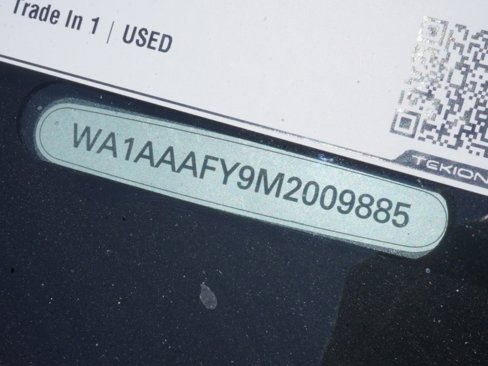 Trade In 1 | USED
TEKION
WA1AAAFY9M2009885